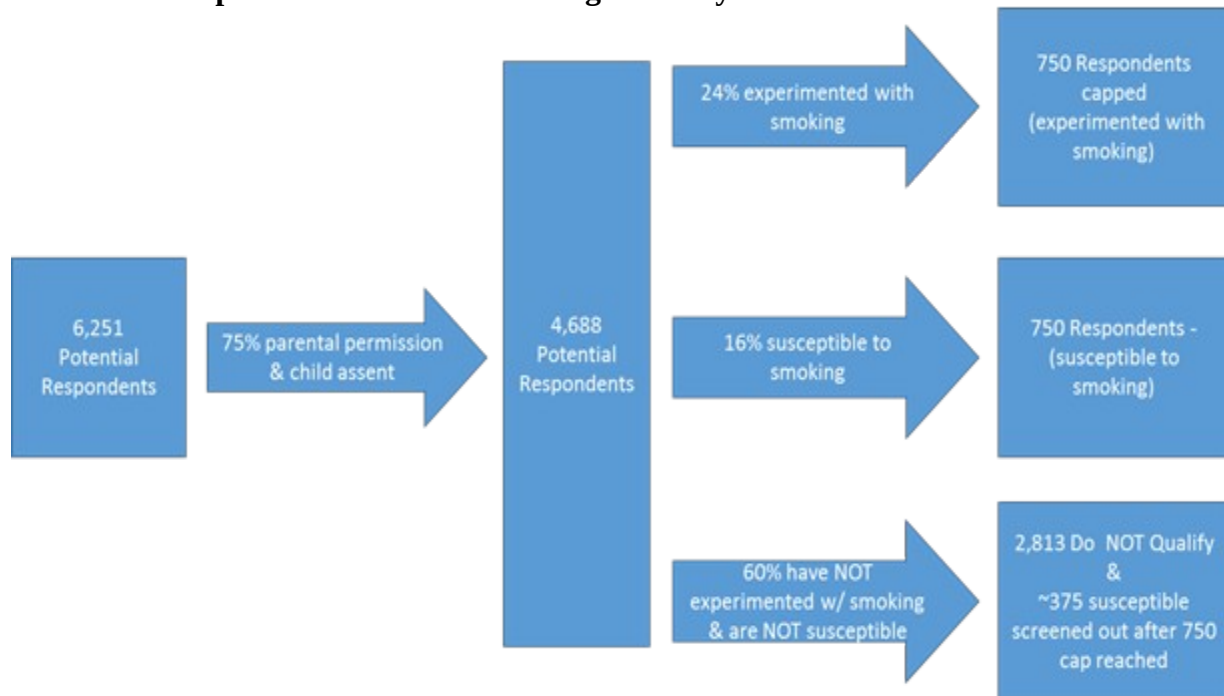 6,251
Potential
Respondents
75% parental permission
& child assent
4,688
Potential
Respondents
24% experimented with
smoking
750 Respondents
capped
(experimented with
smoking)
16% susceptible to
smoking
750 Respondents -
(susceptible to
smoking)
60% have NOT
experimented w/ smoking
& are NOT susceptible
2,813 Do NOT Qualify
&
~375 susceptible
screened out after 750
cap reached